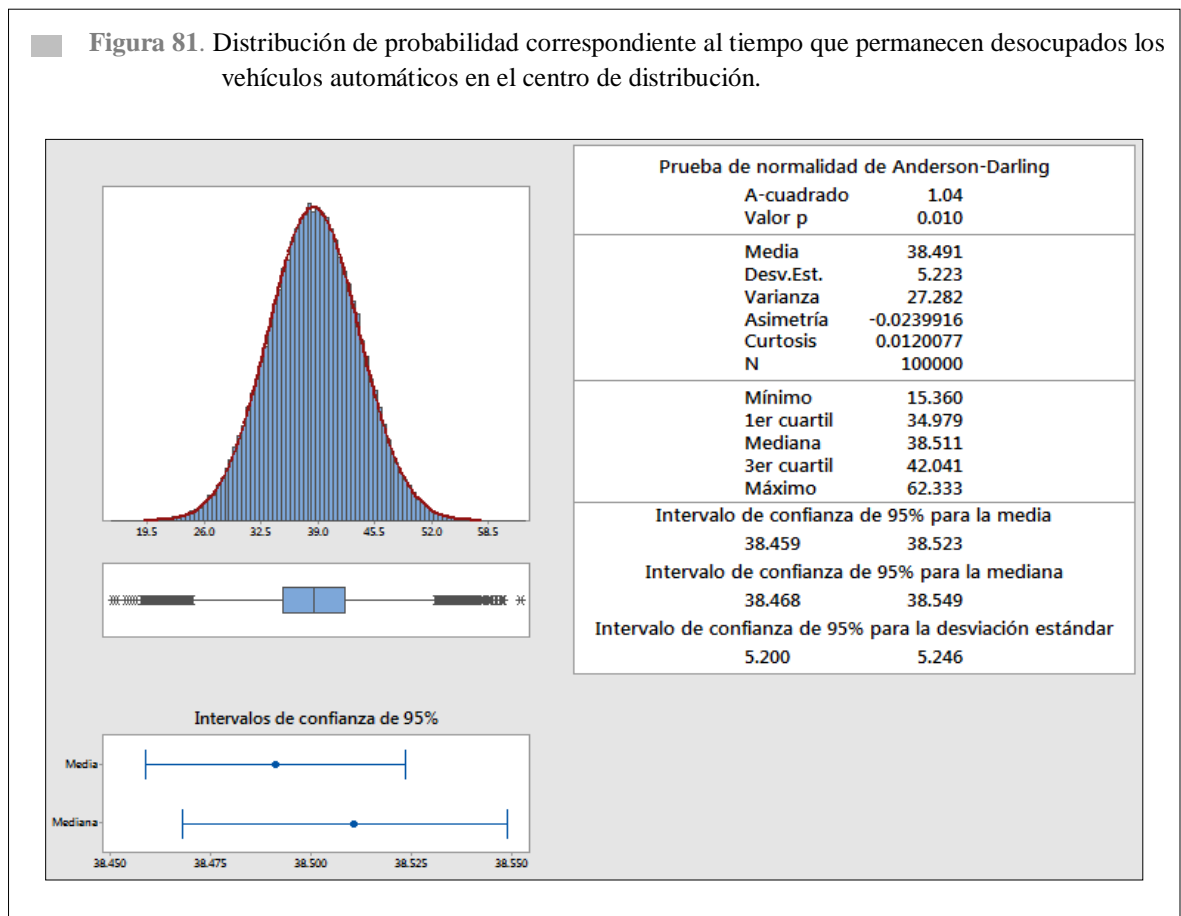 Figura 81. Distribución de probabilidad correspondiente al tiempo que permanecen desocupados los
vehículos automáticos en el centro de distribución.
19.5 26.0 32.5 39.0 45.5 52.0 58.5
Intervalos de confianza de 95%
Media
Mediana
38.450 38.475 38.500 38.525 38.550
Prueba de normalidad de Anderson-Darling
A-cuadrado 1.04
Valor p 0.010
Media 38.491
Desv.Est. 5.223
Varianza 27.282
Asimetría -0.0239916
Curtosis 0.0120077
N 100000
Mínimo 15.360
1er cuartil 34.979
Mediana 38.511
3er cuartil 42.041
Máximo 62.333
Intervalo de confianza de 95% para la media
38.459 38.523
Intervalo de confianza de 95% para la mediana
38.468 38.549
Intervalo de confianza de 95% para la desviación estándar
5.200 5.246